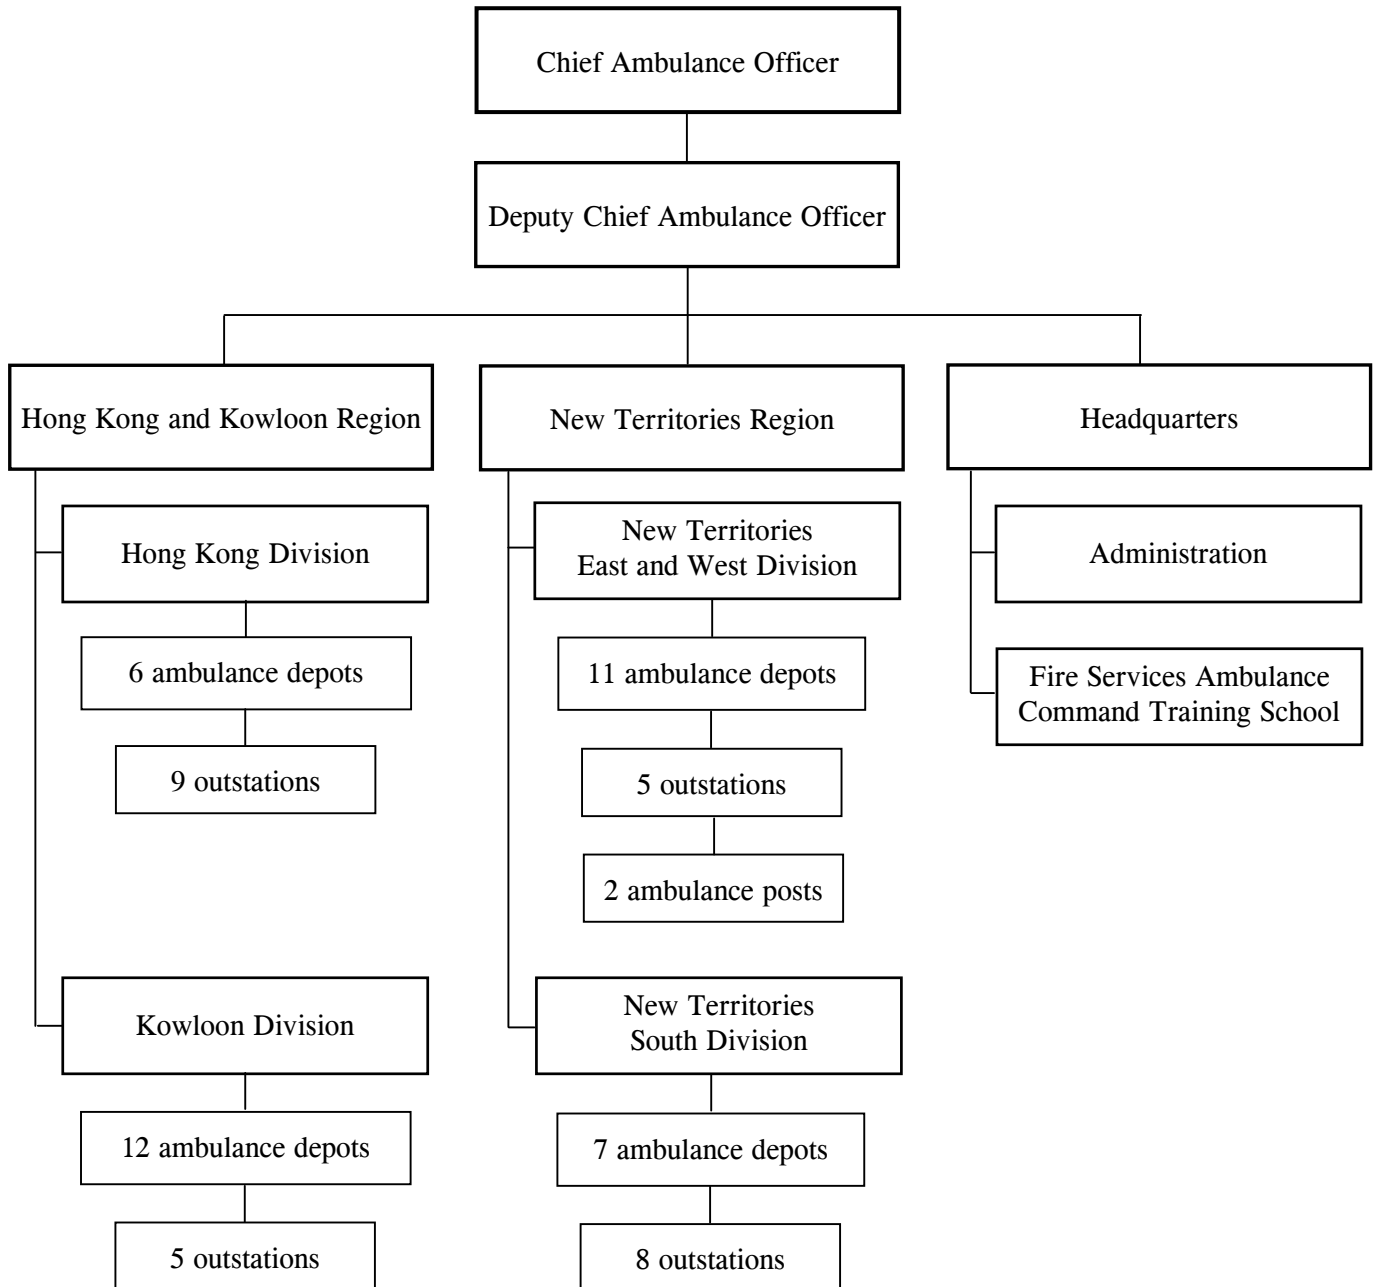 Chief Ambulance Officer
Deputy Chief Ambulance Officer
Hong Kong and Kowloon Region
New Territories Region
Headquarters
Hong Kong Division
New Territories
East and West Division
Administration
6 ambulance depots
11 ambulance depots
Fire Services Ambulance
Command Training School
9 outstations
5 outstations
2 ambulance posts
Kowloon Division
New Territories
South Division
12 ambulance depots
7 ambulance depots
5 outstations
8 outstations